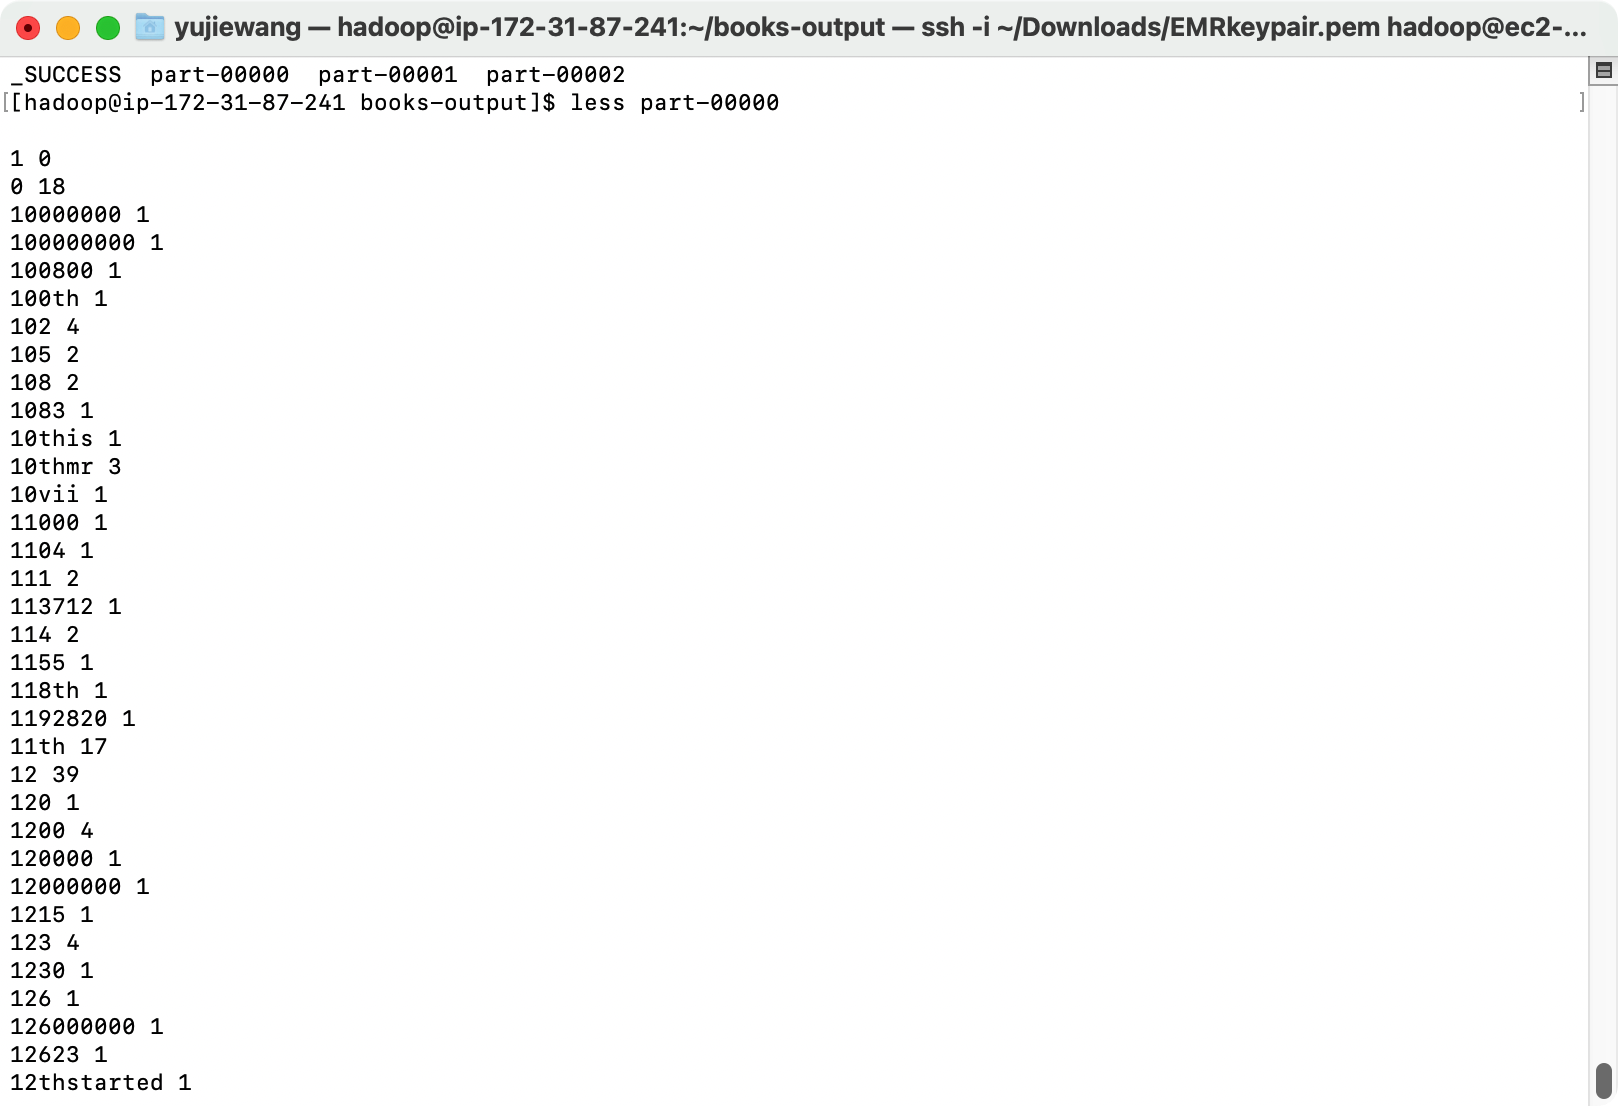 yujiewang — hadoop@ip-172-31-87-241:~/books-output — ssh -i ~/Downloads/EMRkeypair.pem hadoop@ec2-...
_SUCCESS  part-00000  part-00001  part-00002
[[hadoop@ip-172-31-87-241 books-output]$ less part-00000 ]
1 0
0 18
10000000 1
100000000 1
100800 1
100th 1
102 4
105 2
108 2
1083 1
10this 1
10thmr 3
10vii 1
11000 1
1104 1
111 2
113712 1
114 2
1155 1
118th 1
1192820 1
11th 17
12 39
120 1
1200 4
120000 1
12000000 1
1215 1
123 4
1230 1
126 1
126000000 1
12623 1
12thstarted 1